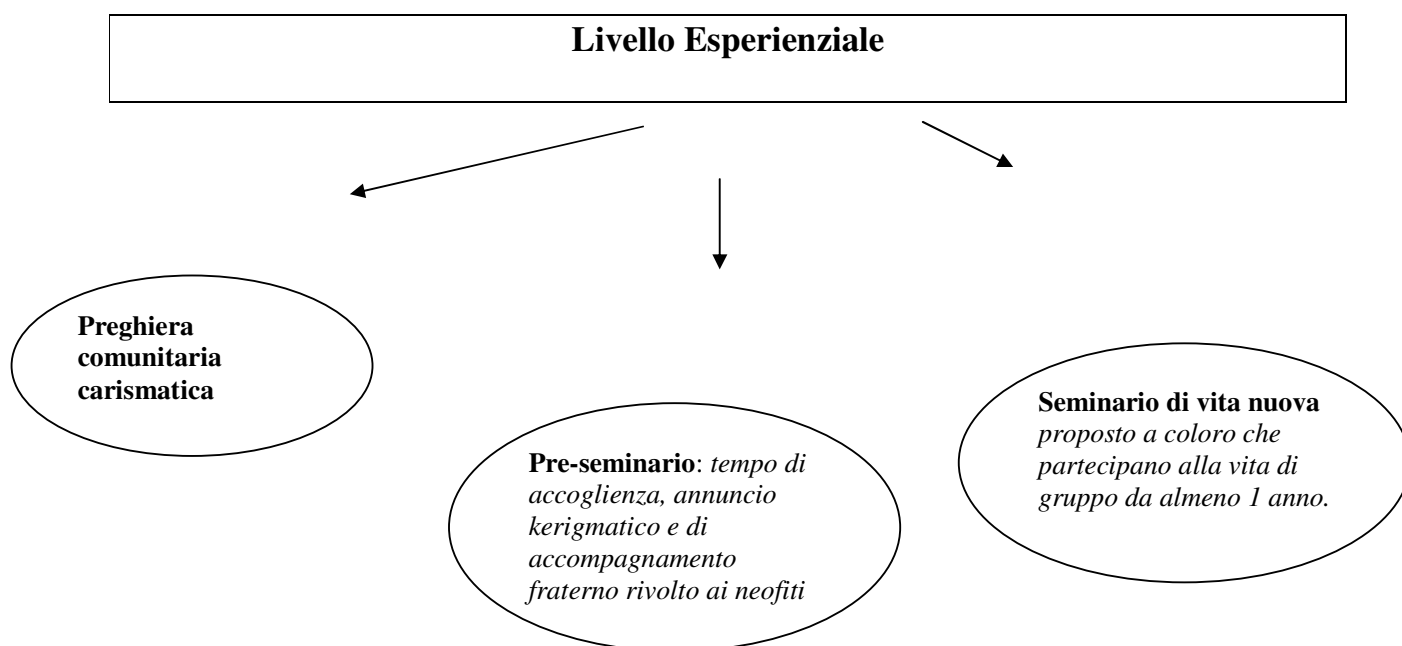 Livello Esperienziale
Preghiera
comunitaria
carismatica
Pre-seminario: tempo di
accoglienza, annuncio
kerigmatico e di
accompagnamento
fraterno rivolto ai neofiti
Seminario di vita nuova
proposto a coloro che
partecipano alla vita di
gruppo da almeno 1 anno.